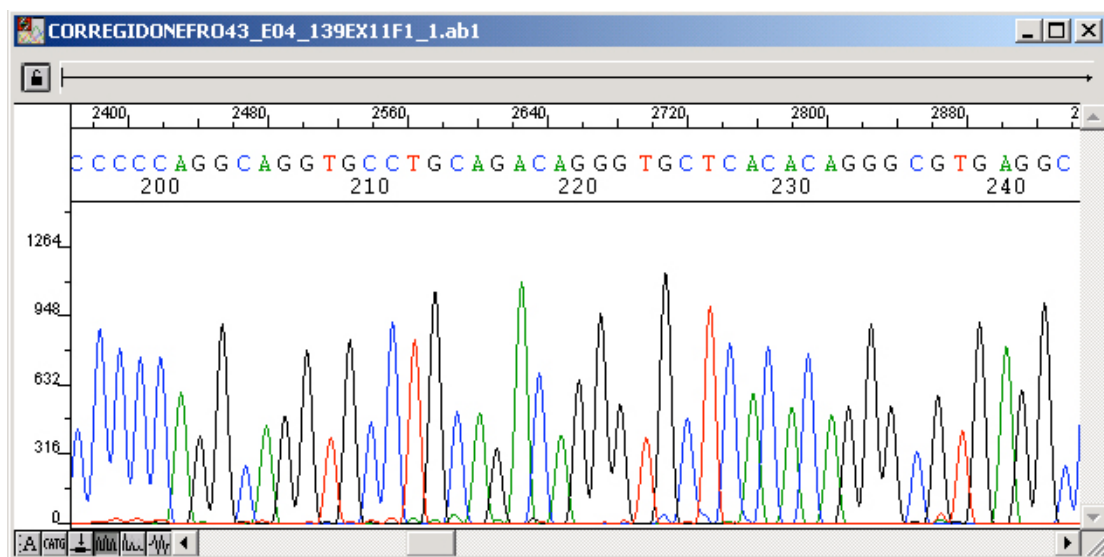 CORREGIDONEFRO43_E04_139EX11F1_1.ab1
2400 2480 2560 2640 2720 2800 2880 2
C C C C C A G G C A G G T G C C T G C A G A C A G G G T G C T C A C A C A G G G C G T G A G G C
200 210 220 230 240
1264
948
632
316
0
:A CATG